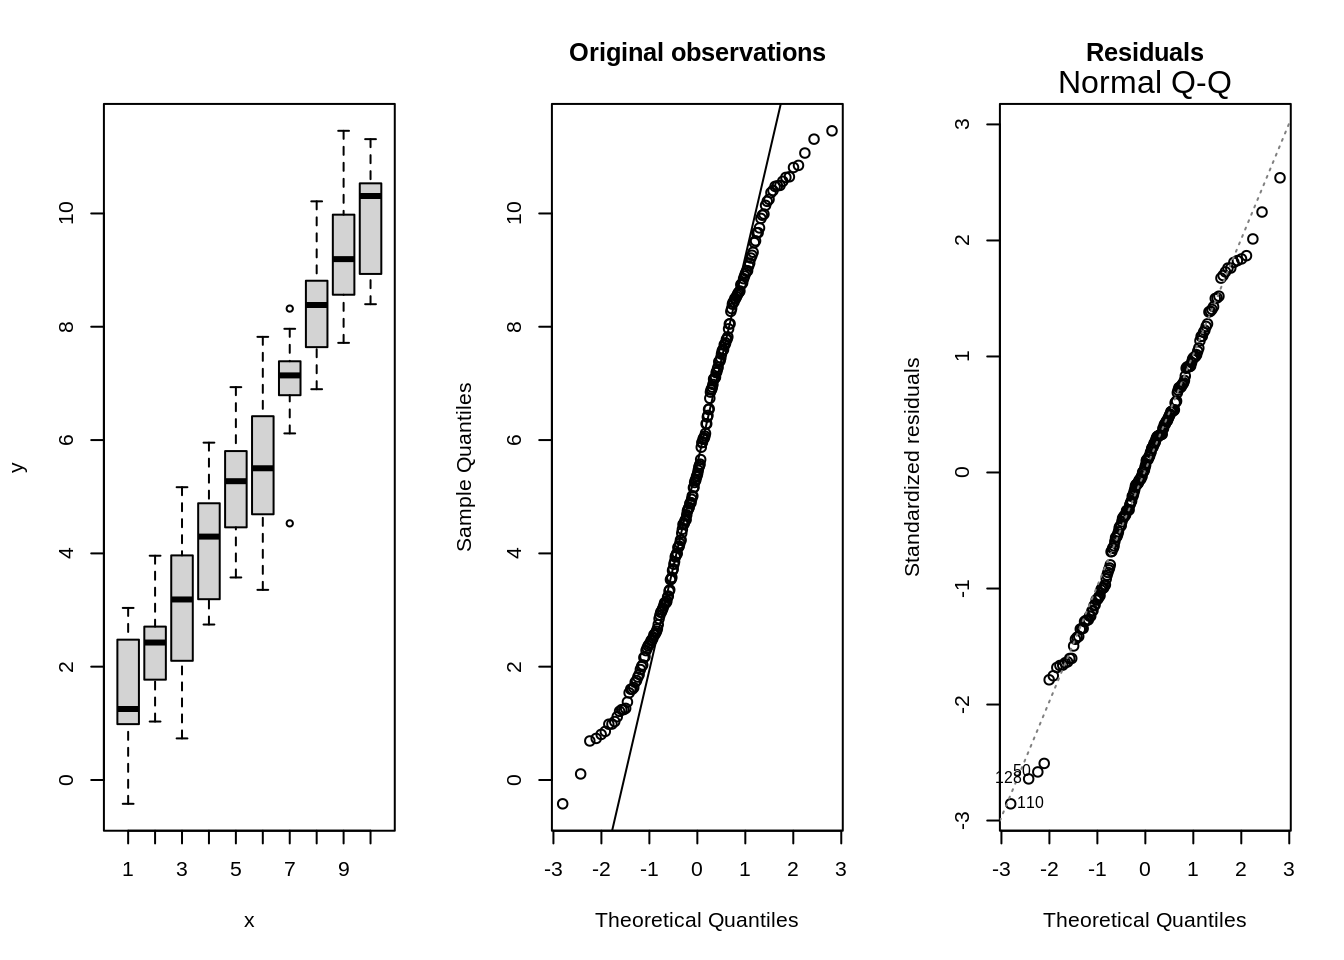 y
10
8
6
4
2
0
1 3 5 7 9
x
Original observations
Sample Quantiles
10
8
6
4
2
0
-3 -2 -1 0 1 2 3
Theoretical Quantiles
Residuals
Normal Q-Q
Standardized residuals
3
2
1
0
-1
-2
-3
50
128
110
-3 -2 -1 0 1 2 3
Theoretical Quantiles